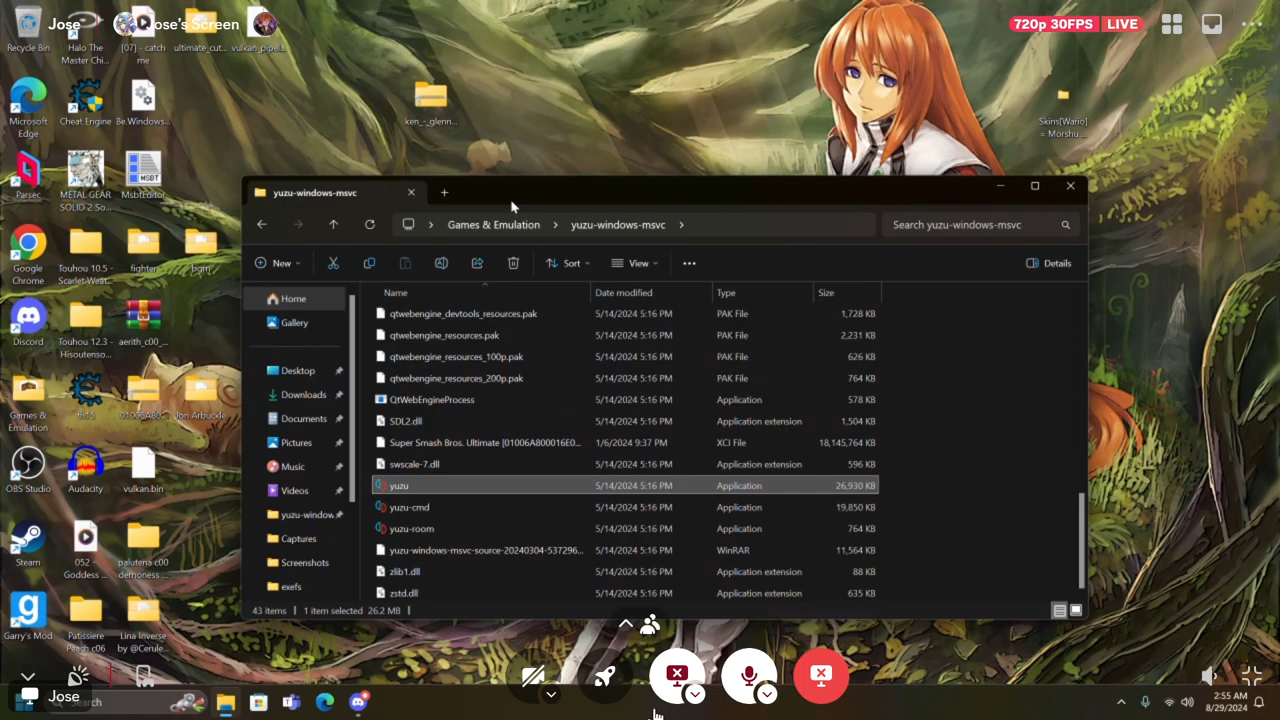 Jose
Jose's Screen
720p 30FPS LIVE
Recycle Bin
Halo The Master Chi...
[07] - catch me
ultimate_cut...
vulkan_pipel...
Microsoft Edge
Cheat Engine
Be.Windows...
ken_-_glenn...
Skins[Wario] = Morshu ...
Parsec
METAL GEAR SOLID 2 So...
MsbtEditor
Google Chrome
Touhou 10.5 - Scarlet Weat...
fighter
bgm
Discord
Touhou 12.3 - Hisoutenso...
aerith_c00_...
Games & Emulation
th15
01006A80...
Jon Arbuckle
OBS Studio
Audacity
vulkan.bin
Steam
052 - Goddess ...
palutena c00 demoness ...
Garry's Mod
Patissiere Peach c06
Lina Inverse by @Cerule...
yuzu-windows-msvc
Games & Emulation
yuzu-windows-msvc
Search yuzu-windows-msvc
New
Sort
View
Details
Home
Gallery
Desktop
Downloads
Documents
Pictures
Music
Videos
yuzu-window
Captures
Screenshots
exefs
Name Date modified Type Size
qtwebengine_devtools_resources.pak 5/14/2024 5:16 PM PAK File 1,728 KB
qtwebengine_resources.pak 5/14/2024 5:16 PM PAK File 2,231 KB
qtwebengine_resources_100p.pak 5/14/2024 5:16 PM PAK File 626 KB
qtwebengine_resources_200p.pak 5/14/2024 5:16 PM PAK File 764 KB
QtWebEngineProcess 5/14/2024 5:16 PM Application 578 KB
SDL2.dll 5/14/2024 5:16 PM Application extension 1,504 KB
Super Smash Bros. Ultimate [01006A800016E0... 1/6/2024 9:37 PM XCI File 18,145,764 KB
swscale-7.dll 5/14/2024 5:16 PM Application extension 596 KB
yuzu 5/14/2024 5:16 PM Application 26,930 KB
yuzu-cmd 5/14/2024 5:16 PM Application 19,850 KB
yuzu-room 5/14/2024 5:16 PM Application 764 KB
yuzu-windows-msvc-source-20240304-537296... 5/14/2024 5:16 PM WinRAR 11,564 KB
zlib1.dll 5/14/2024 5:16 PM Application extension 88 KB
zstd.dll 5/14/2024 5:16 PM Application extension 635 KB
43 items 1 item selected 26.2 MB
Jose
Search
2:55 AM
8/29/2024